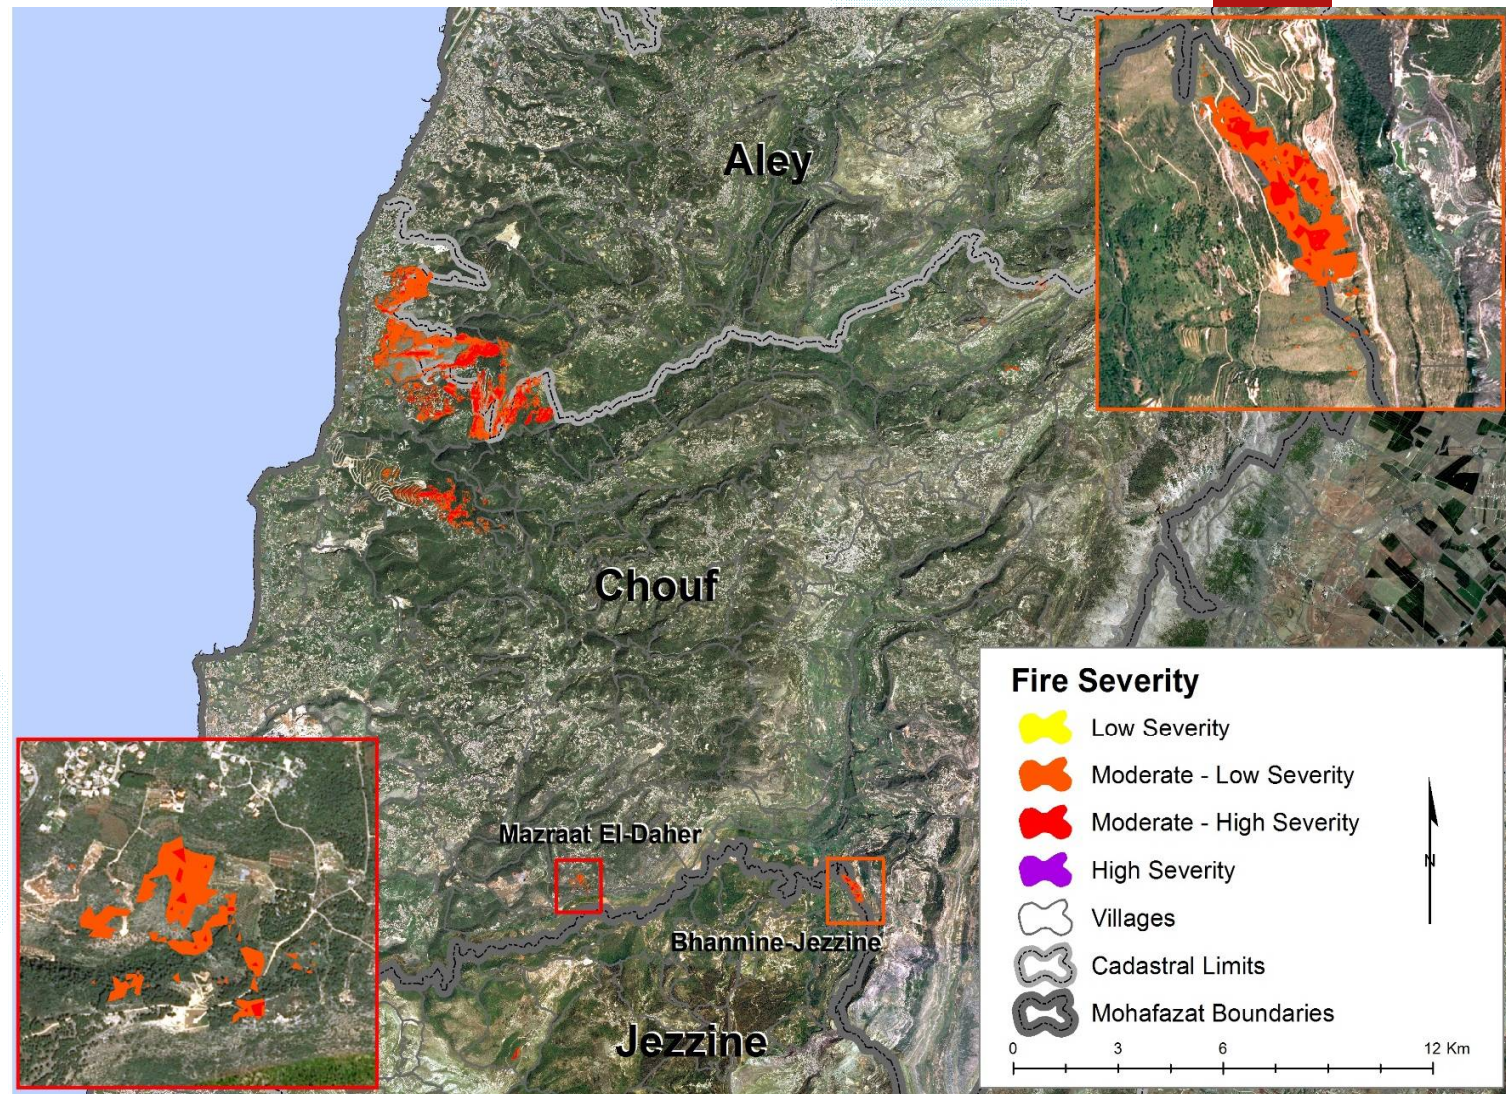 Aley
Chouf
Mazraat El-Daher
Bhannine-Jezzine
Jezzine
Fire Severity
Low Severity
Moderate - Low Severity
Moderate - High Severity
High Severity
Villages
Cadastral Limits
Mohafazat Boundaries
N
0 3 6 12 Km